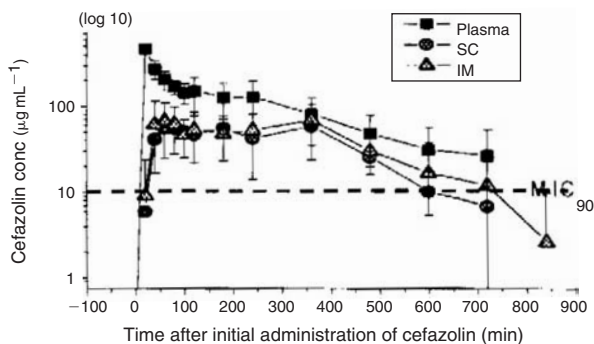 (log 10)
Plasma
SC
IM
Cefazolin conc (μg mL−1)
100
100
10
1
MIC
90
−100 0 100 200 300 400 500 600 700 800 900
Time after initial administration of cefazolin (min)